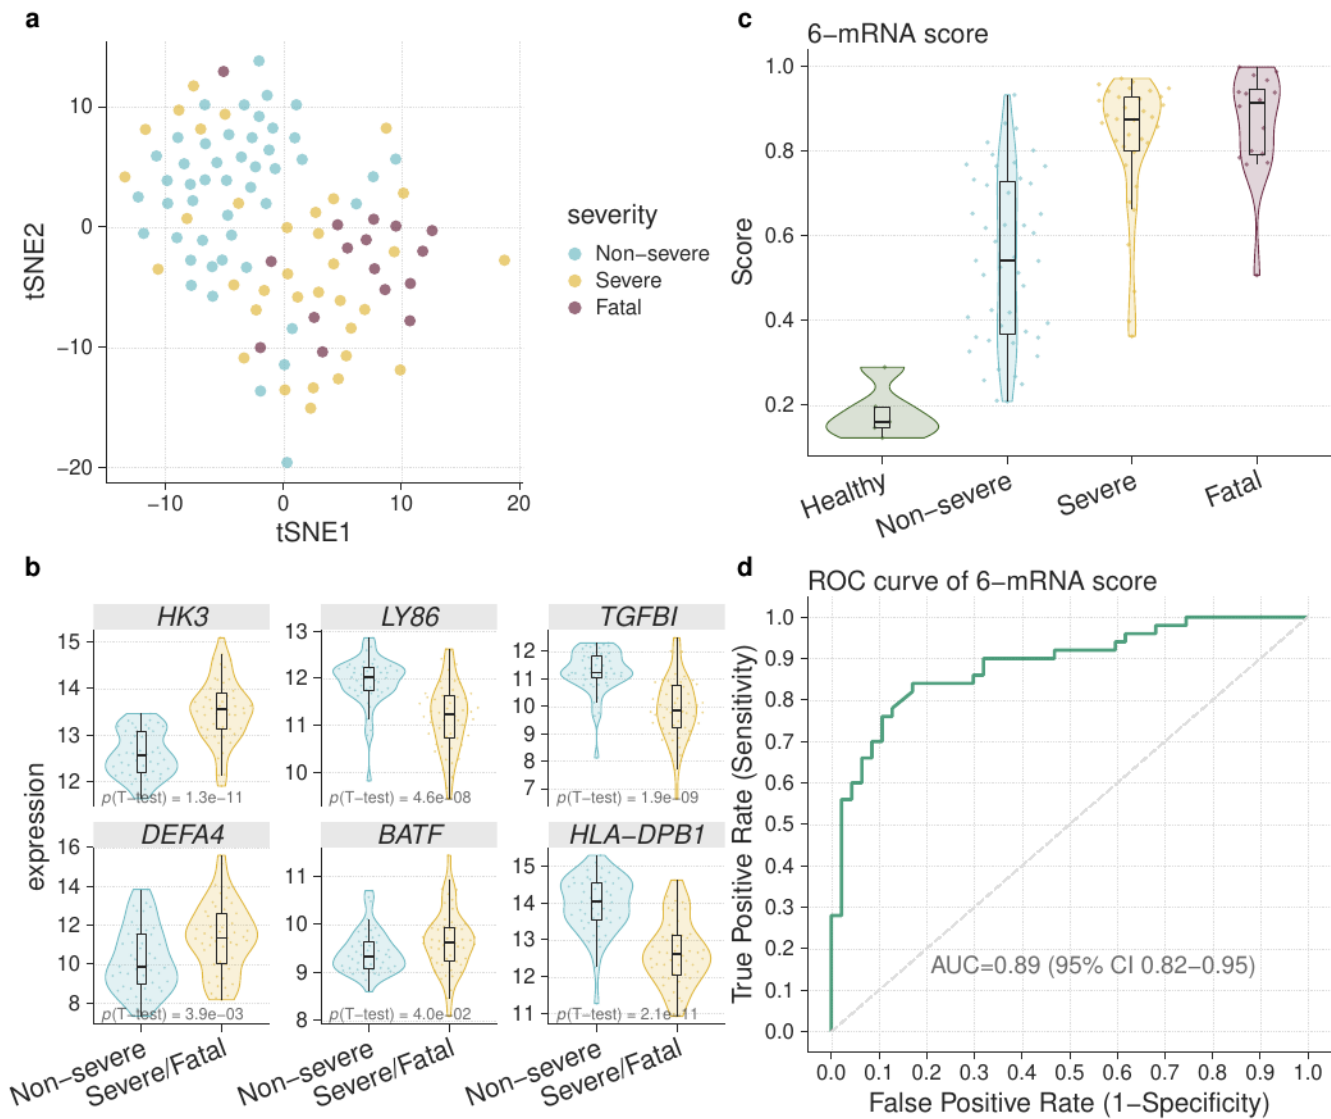 a
10
0
−10
−20
tSNE2
−10
0
10
20
tSNE1
severity
Non−severe
Severe
Fatal
c
6−mRNA score
1.0
0.8
0.6
0.4
0.2
Score
Healthy
Non−severe
Severe
Fatal
b
expression
HK3
15
14
13
12
p(T−test) = 1.3e−11
LY86
13
12
11
10
p(T−test) = 4.6e−08
TGFBI
12
11
10
9
8
7
p(T−test) = 1.9e−09
DEFA4
16
14
12
10
8
p(T−test) = 3.9e−03
BATF
11
10
9
8
p(T−test) = 4.0e−02
HLA−DPB1
15
14
13
12
11
p(T−test) = 2.1e−11
Non−severe
Severe/Fatal
Non−severe
Severe/Fatal
Non−severe
Severe/Fatal
d
ROC curve of 6−mRNA score
1.0
0.9
0.8
0.7
0.6
0.5
0.4
0.3
0.2
0.1
0.0
True Positive Rate (Sensitivity)
AUC=0.89 (95% CI 0.82−0.95)
0.0 0.1 0.2 0.3 0.4 0.5 0.6 0.7 0.8 0.9 1.0
False Positive Rate (1−Specificity)